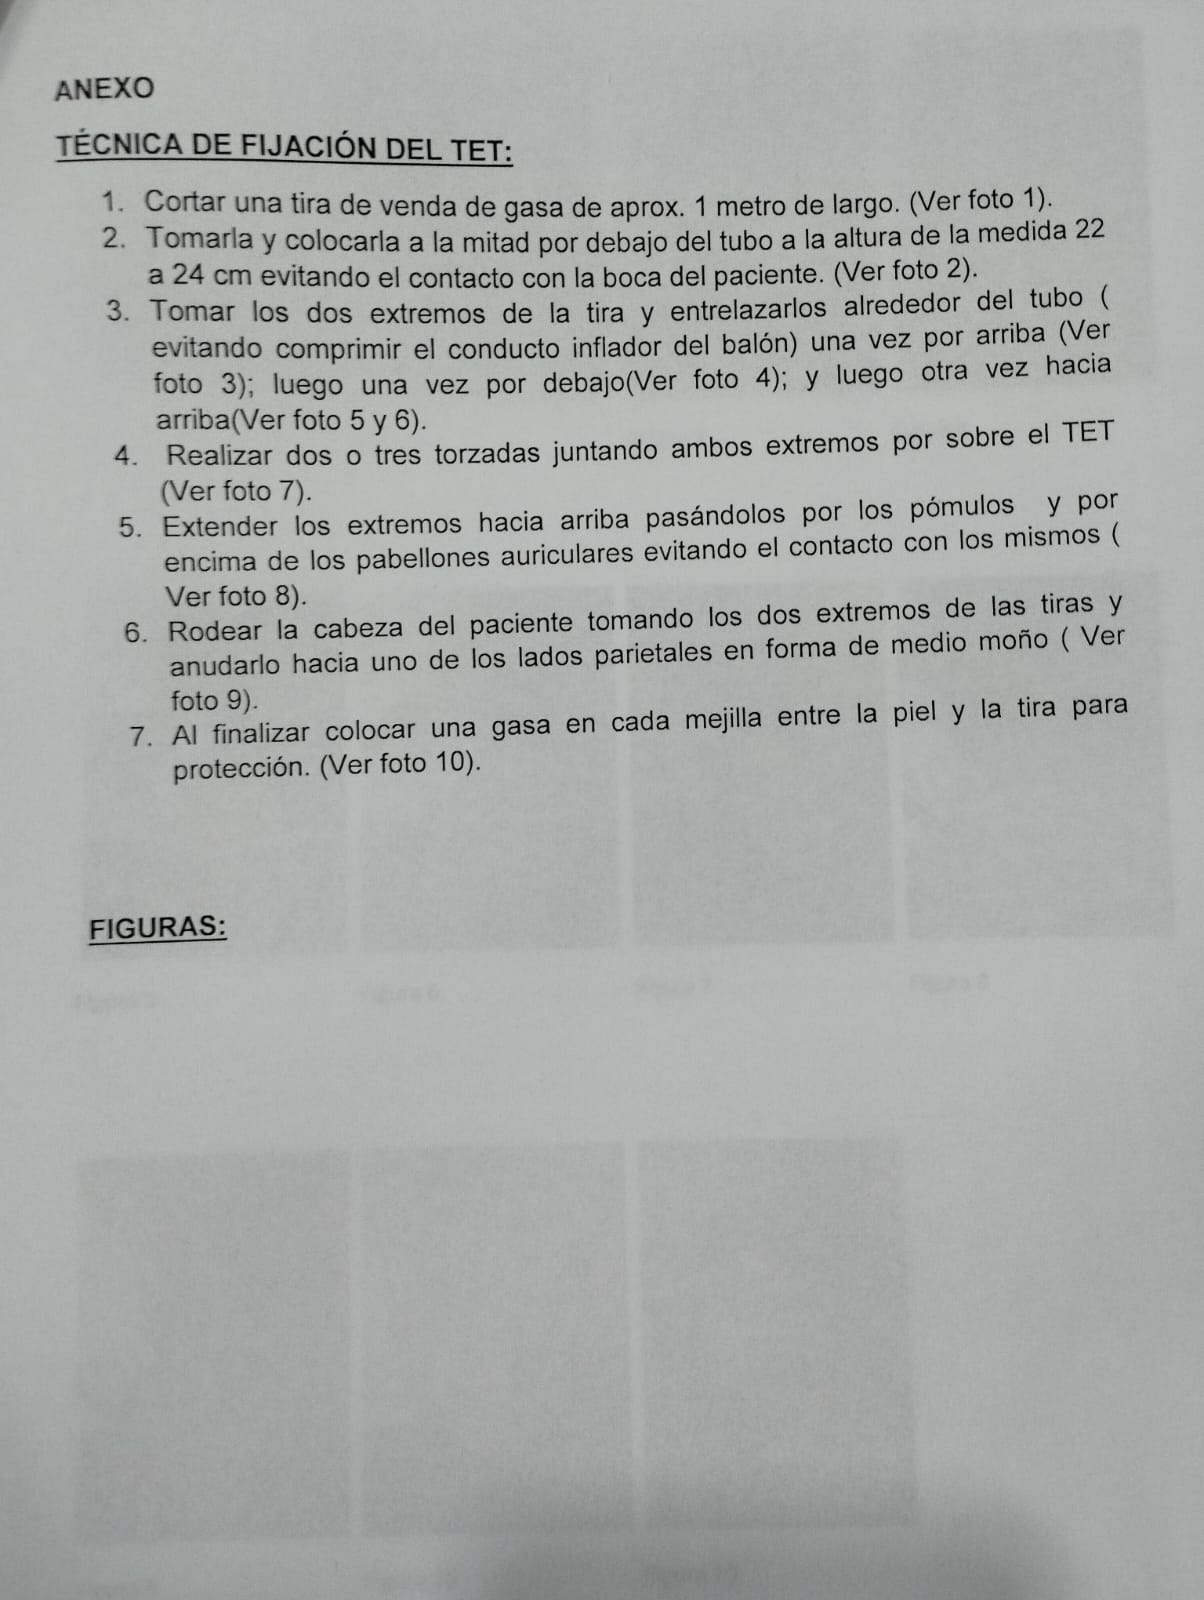 ANEXO
TÉCNICA DE FIJACIÓN DEL TET:
1. Cortar una tira de venda de gasa de aprox. 1 metro de largo. (Ver foto 1).
2. Tomarla y colocarla a la mitad por debajo del tubo a la altura de la medida 22
a 24 cm evitando el contacto con la boca del paciente. (Ver foto 2).
3. Tomar los dos extremos de la tira y entrelazarlos alrededor del tubo (
evitando comprimir el conducto inflador del balón) una vez por arriba (Ver
foto 3); luego una vez por debajo(Ver foto 4); y luego otra vez hacia
arriba(Ver foto 5 y 6).
4. Realizar dos o tres torzadas juntando ambos extremos por sobre el TET
(Ver foto 7).
5. Extender los extremos hacia arriba pasándolos por los pómulos y por
encima de los pabellones auriculares evitando el contacto con los mismos (
Ver foto 8).
6. Rodear la cabeza del paciente tomando los dos extremos de las tiras y
anudarlo hacia uno de los lados parietales en forma de medio moño ( Ver
foto 9).
7. Al finalizar colocar una gasa en cada mejilla entre la piel y la tira para
protección. (Ver foto 10).
FIGURAS: